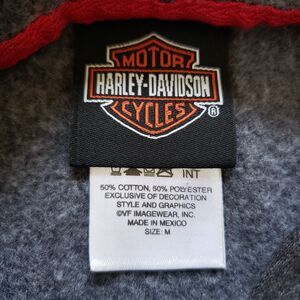 MOTOR
HARLEY-DAVIDSON
CYCLES
®
INT
50% COTTON, 50% POLYESTER
EXCLUSIVE OF DECORATION
STYLE AND GRAPHICS
©VF IMAGEWEAR, INC.
MADE IN MEXICO
SIZE: M